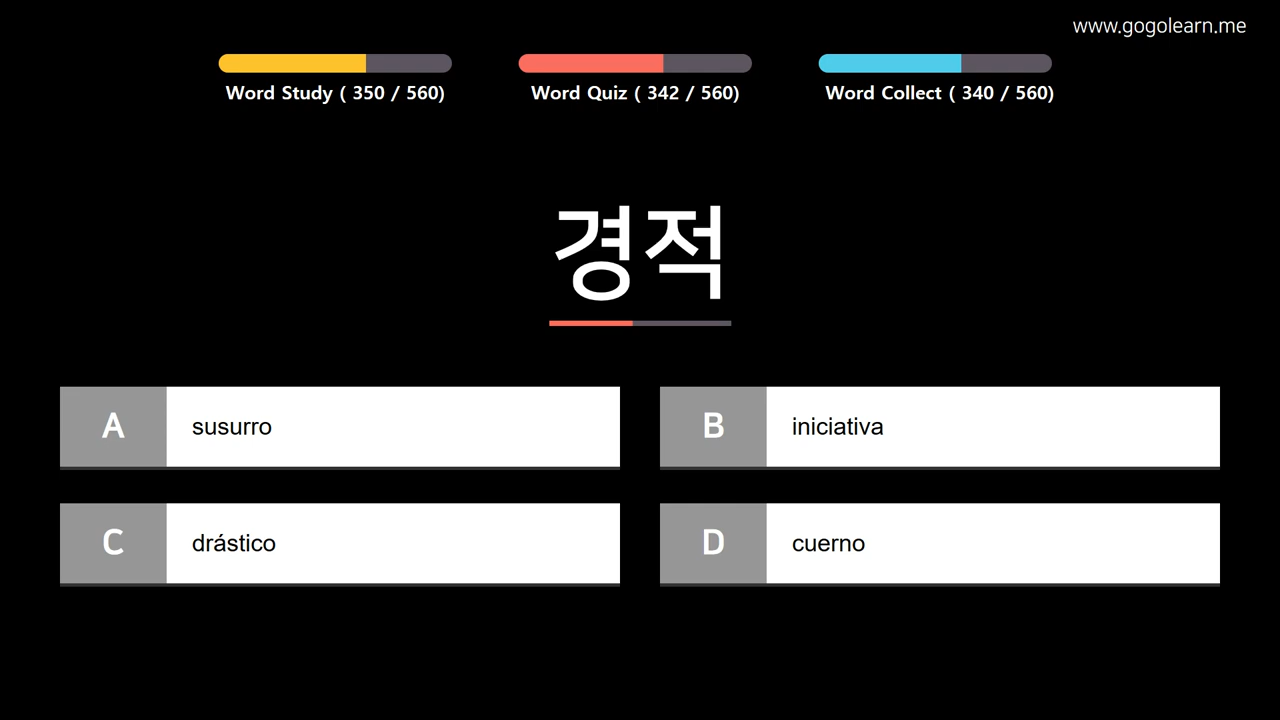 www.gogolearn.me
Word Study ( 350 / 560)
Word Quiz ( 342 / 560)
Word Collect ( 340 / 560)
경적
A susurro
B iniciativa
C drástico
D cuerno